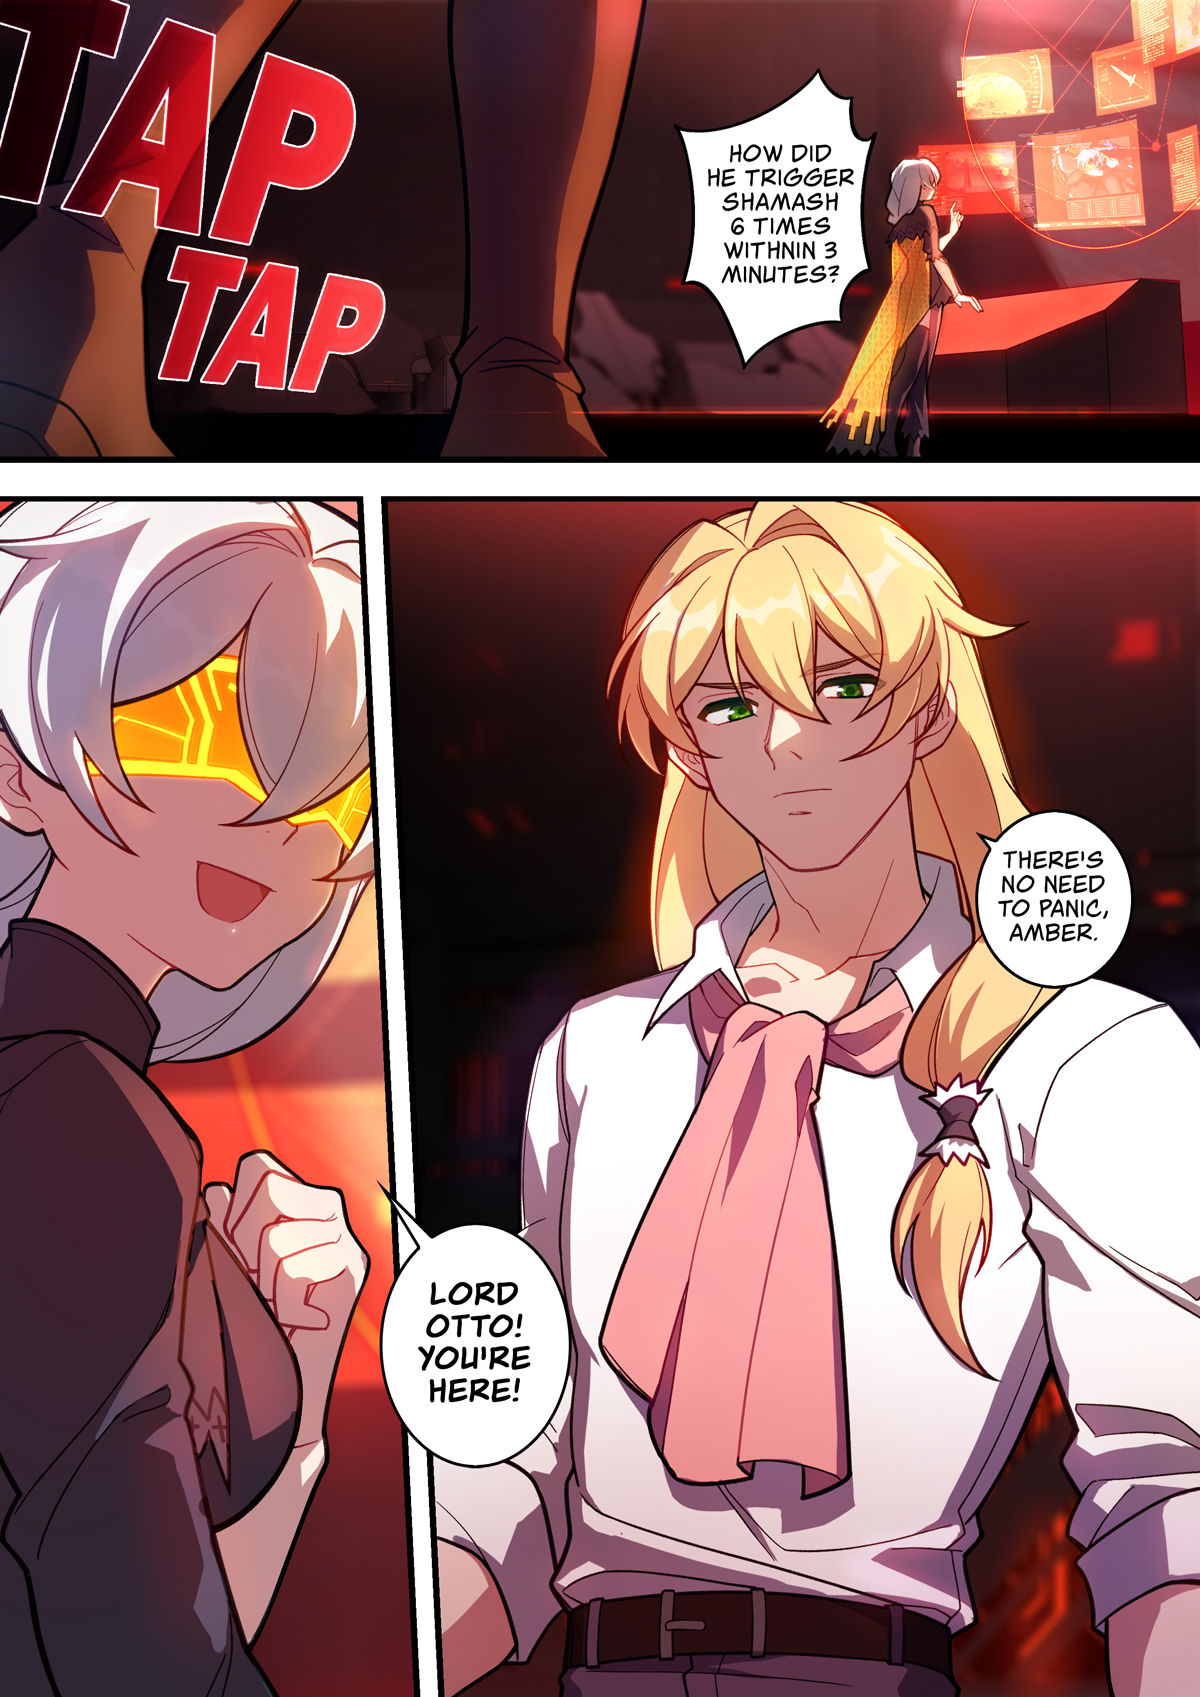 TAP
TAP
HOW DID
HE TRIGGER
SHAMASH
6 TIMES
WITHNIN 3
MINUTES?
THERE'S
NO NEED
TO PANIC,
AMBER.
LORD
OTTO!
YOU'RE
HERE!